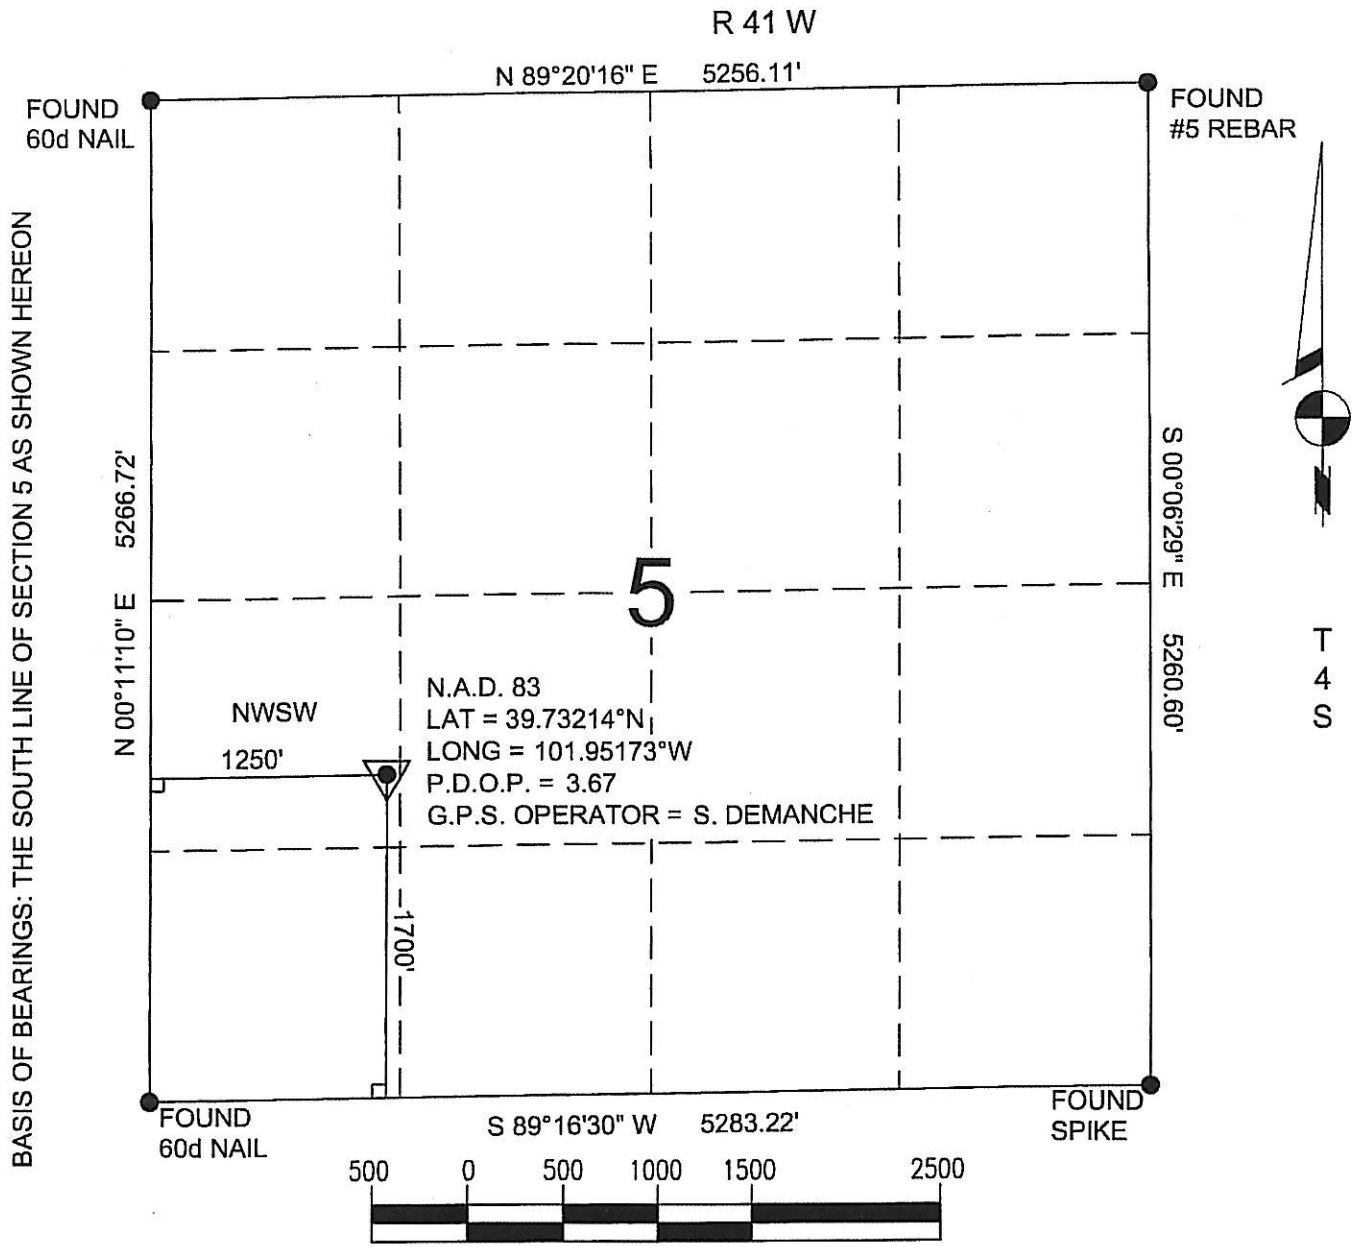 R 41 W
N 89°20'16" E 5256.11'
FOUND
60d NAIL
FOUND
#5 REBAR
BASIS OF BEARINGS: THE SOUTH LINE OF SECTION 5 AS SHOWN HEREON
N 00°11'10" E 5266.72'
S 00°06'29" E 5260.60'
N
5
T
4
S
N.A.D. 83
LAT = 39.73214°N
NWSW
LONG = 101.95173°W
1250'
P.D.O.P. = 3.67
G.P.S. OPERATOR = S. DEMANCHE
1700'
FOUND
60d NAIL
S 89°16'30" W 5283.22'
FOUND
SPIKE
500 0 500 1000 1500 2500